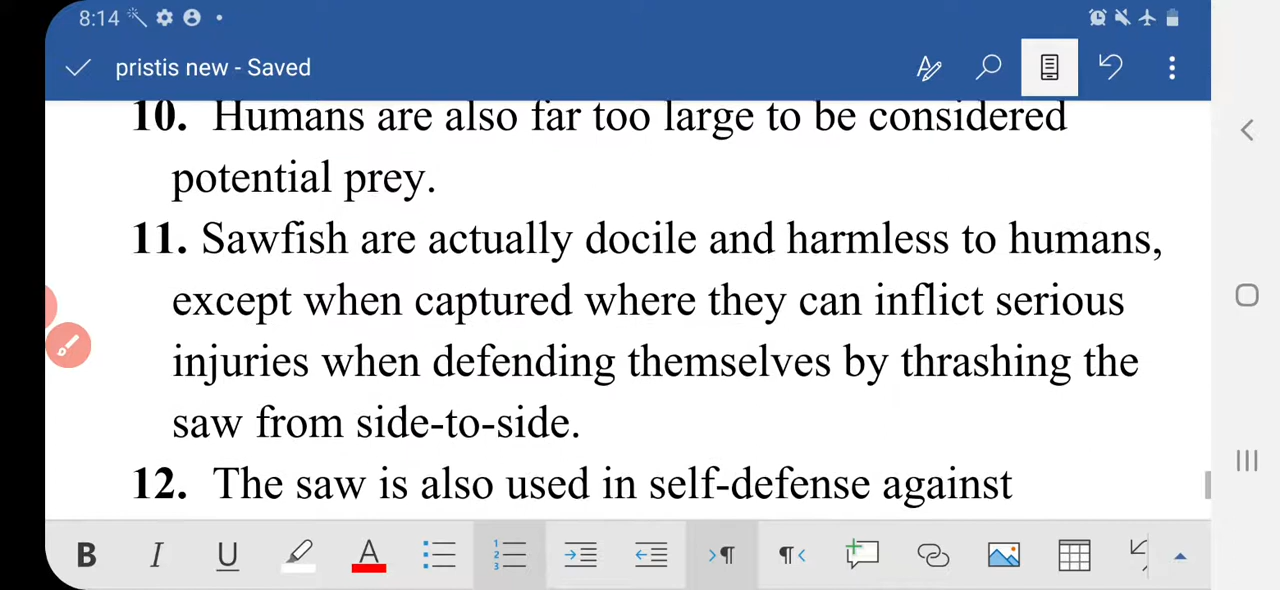 8:14
pristis new - Saved
10. Humans are also far too large to be considered
potential prey.
11. Sawfish are actually docile and harmless to humans,
except when captured where they can inflict serious
injuries when defending themselves by thrashing the
saw from side-to-side.
12. The saw is also used in self-defense against
B I U A